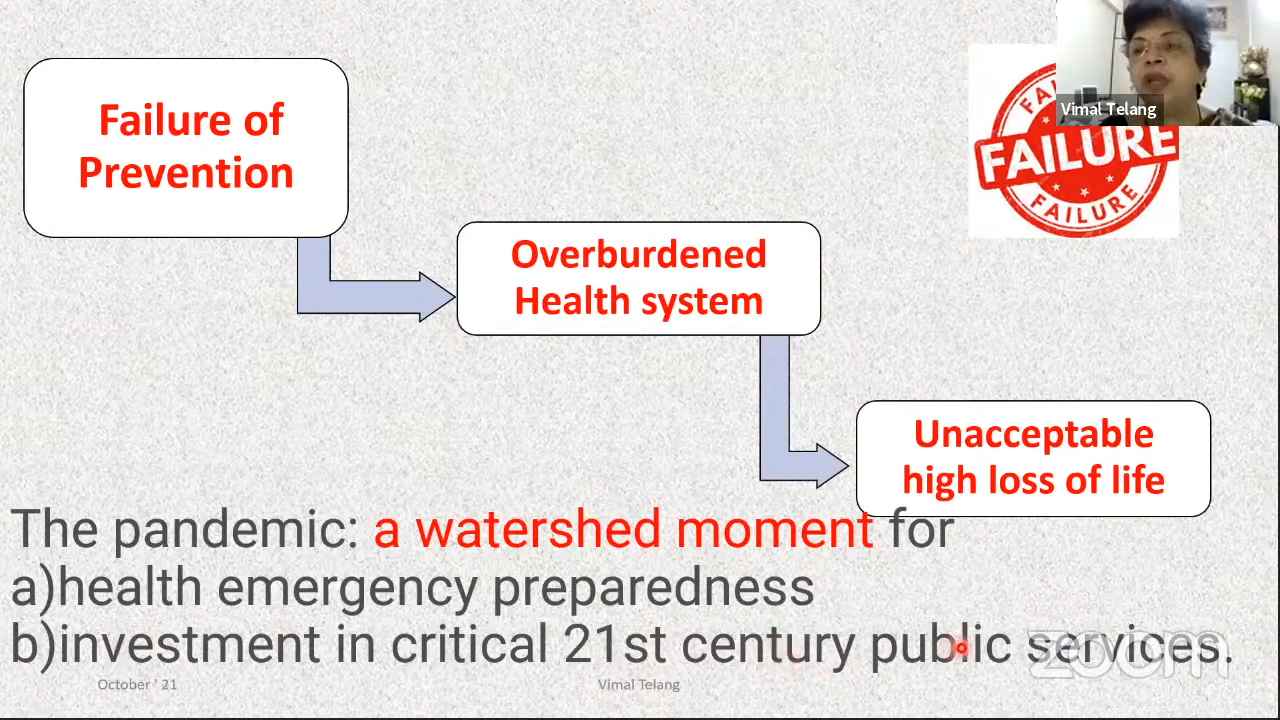 Failure of
Prevention
Overburdened
Health system
Unacceptable
high loss of life
FAILURE
FAILURE
Vimal Telang
The pandemic: a watershed moment for
a)health emergency preparedness
b)investment in critical 21st century public services.
zoom
October ' 21
Vimal Telang